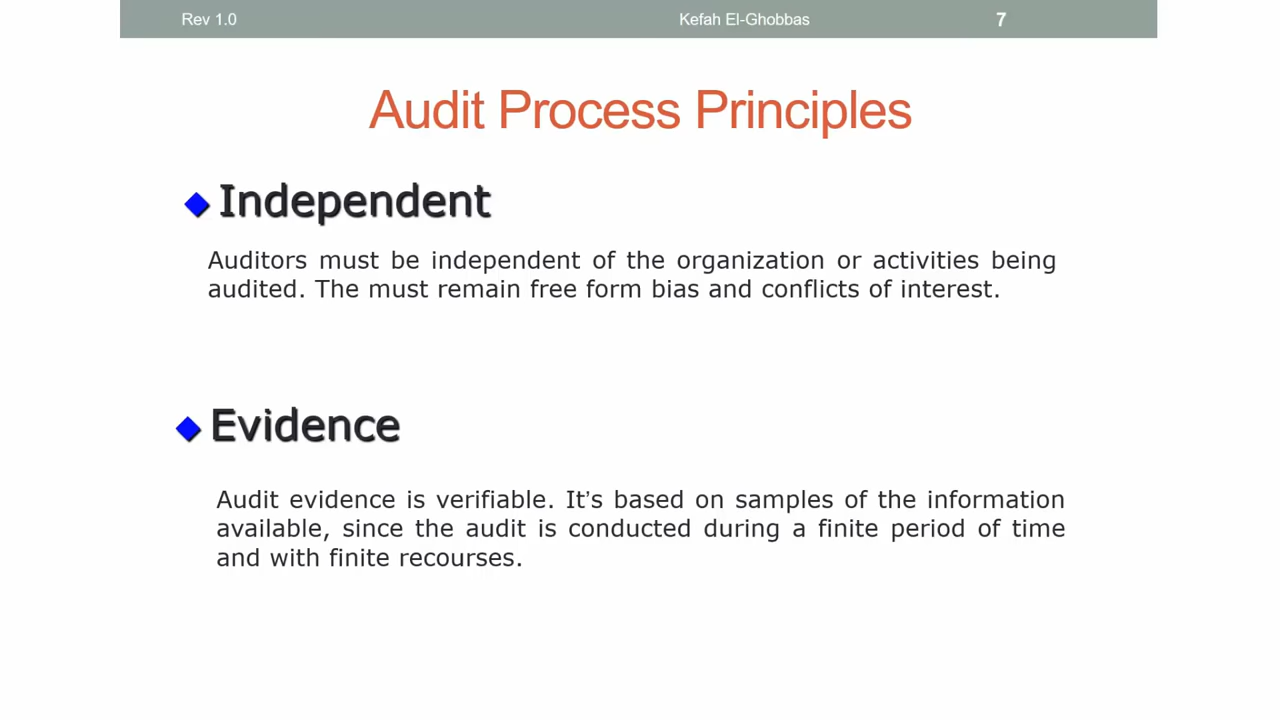 Rev 1.0 Kefah El-Ghobbas 7
Audit Process Principles
Independent
Auditors must be independent of the organization or activities being
audited. The must remain free form bias and conflicts of interest.
Evidence
Audit evidence is verifiable. It's based on samples of the information
available, since the audit is conducted during a finite period of time
and with finite recourses.